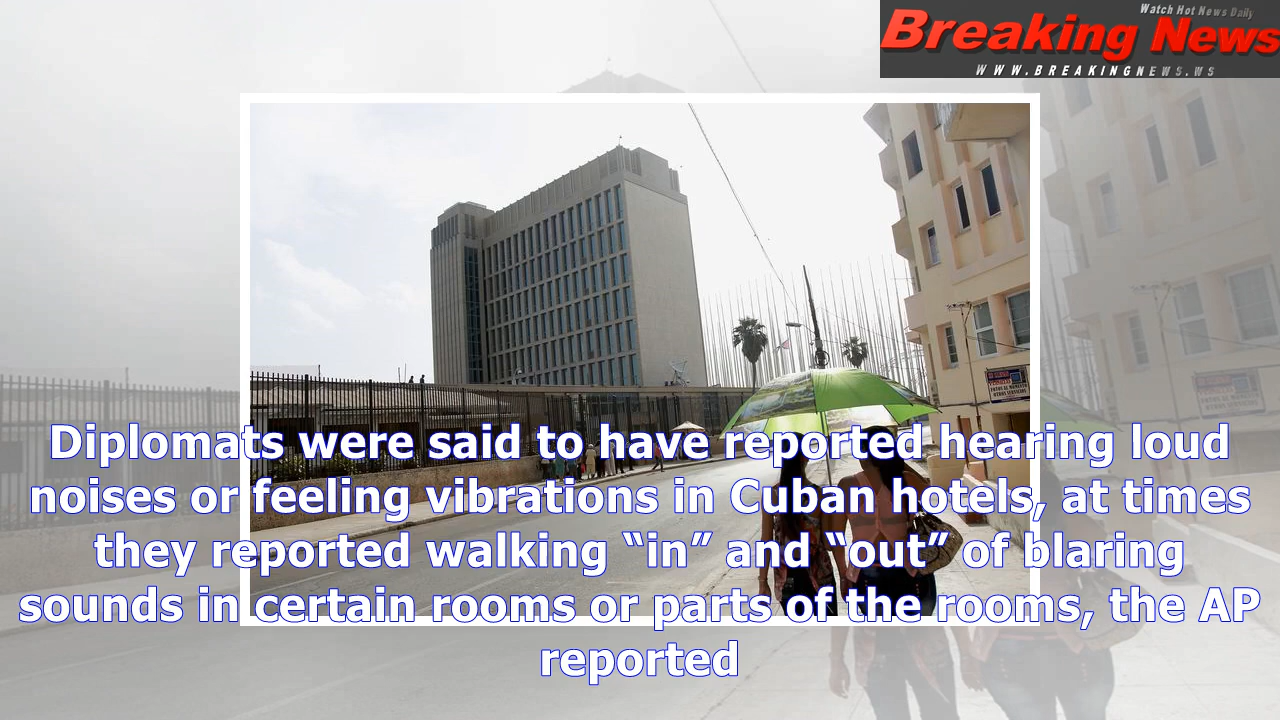 Watch Hot News Daily
Breaking News
WWW.BREAKINGNEWS.WS
Diplomats were said to have reported hearing loud
noises or feeling vibrations in Cuban hotels, at times
they reported walking “in” and “out” of blaring
sounds in certain rooms or parts of the rooms, the AP
reported